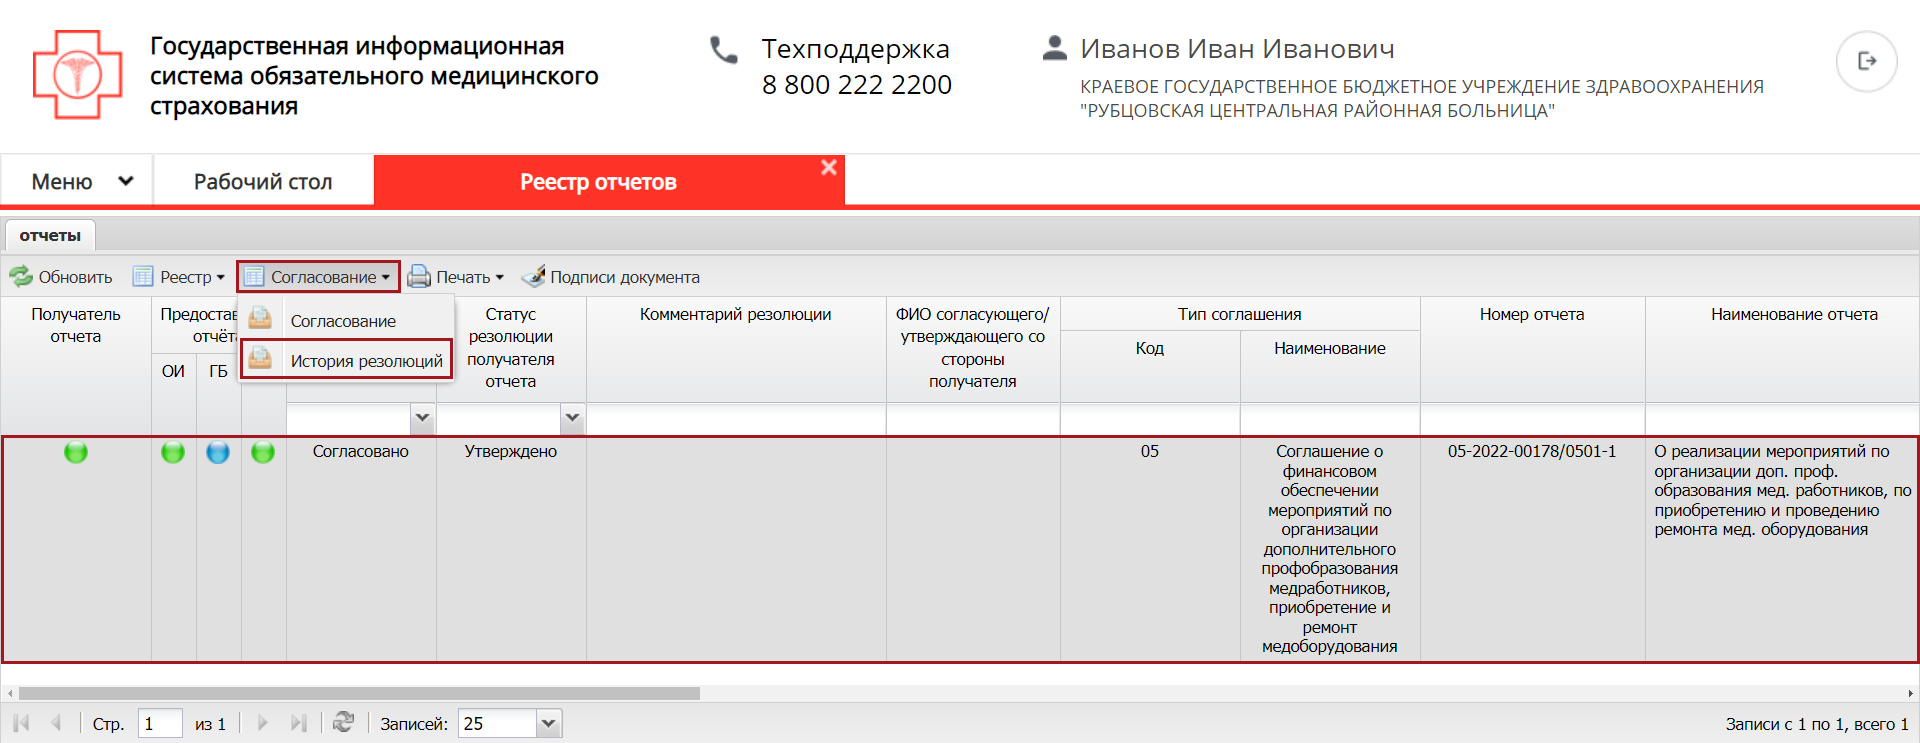 Государственная информационная
система обязательного медицинского
страхования
Техподдержка
8 800 222 2200
Иванов Иван Иванович
КРАЕВОЕ ГОСУДАРСТВЕННОЕ БЮДЖЕТНОЕ УЧРЕЖДЕНИЕ ЗДРАВООХРАНЕНИЯ
"РУБЦОВСКАЯ ЦЕНТРАЛЬНАЯ РАЙОННАЯ БОЛЬНИЦА"
Меню
Рабочий стол
Реестр отчетов
отчеты
Обновить
Реестр
Согласование
Печать
Подписи документа
Согласование
История резолюций
Получатель
отчета
ОИ
ГБ
Статус
резолюции
получателя
отчета
Комментарий резолюции
ФИО согласующего/
утверждающего со
стороны
получателя
Тип соглашения
Код
Наименование
Номер отчета
Наименование отчета
Согласовано
Утверждено
05
Соглашение о
финансовом
обеспечении
мероприятий по
организации
дополнительного
профобразования
медработников,
приобретение и
ремонт
медоборудования
05-2022-00178/0501-1
О реализации мероприятий по
организации доп. проф.
образования мед. работников, по
приобретению и проведению
ремонта мед. оборудования
Стр.
1
из 1
Записей:
25
Записи с 1 по 1, всего 1